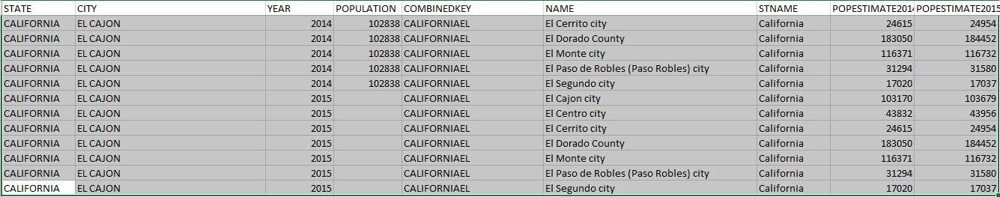 STATE CITY YEAR POPULATION COMBINEDKEY NAME STNAME POPESTIMATE2014 POPESTIMATE2015
CALIFORNIA EL CAJON 2014 102838 CALIFORNIAEL El Cerrito city California 24615 24954
CALIFORNIA EL CAJON 2014 102838 CALIFORNIAEL El Dorado County California 183050 184452
CALIFORNIA EL CAJON 2014 102838 CALIFORNIAEL El Monte city California 116371 116732
CALIFORNIA EL CAJON 2014 102838 CALIFORNIAEL El Paso de Robles (Paso Robles) city California 31294 31580
CALIFORNIA EL CAJON 2014 102838 CALIFORNIAEL El Segundo city California 17020 17037
CALIFORNIA EL CAJON 2015 CALIFORNIAEL El Cajon city California 103170 103679
CALIFORNIA EL CAJON 2015 CALIFORNIAEL El Centro city California 43832 43956
CALIFORNIA EL CAJON 2015 CALIFORNIAEL El Cerrito city California 24615 24954
CALIFORNIA EL CAJON 2015 CALIFORNIAEL El Dorado County California 183050 184452
CALIFORNIA EL CAJON 2015 CALIFORNIAEL El Monte city California 116371 116732
CALIFORNIA EL CAJON 2015 CALIFORNIAEL El Paso de Robles (Paso Robles) city California 31294 31580
CALIFORNIA EL CAJON 2015 CALIFORNIAEL El Segundo city California 17020 17037